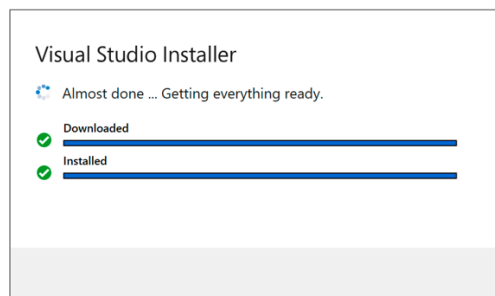 Visual Studio Installer
Almost done ... Getting everything ready.
Downloaded
Installed